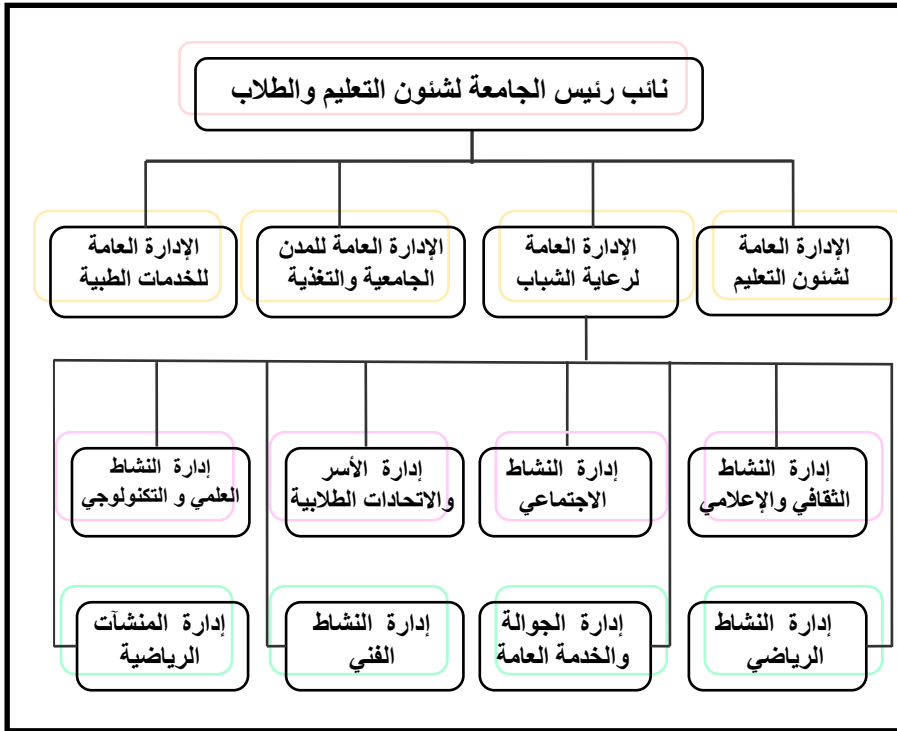 نائب رئيس الجامعة لشئون التعليم والطلاب
الإدارة العامة
لشئون التعليم
الإدارة العامة
لرعاية الشباب
الإدارة العامة للمدن
الجامعية والتغذية
الإدارة العامة
للخدمات الطبية
إدارة النشاط
الثقافي والإعلامي
إدارة النشاط
الاجتماعي
إدارة الأسر
والاتحادات الطلابية
إدارة النشاط
العلمي و التكنولوجي
إدارة النشاط
الرياضي
إدارة الجوالة
والخدمة العامة
إدارة النشاط
الفني
إدارة المنشآت
الرياضية